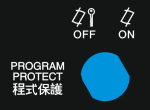 OFF ON
PROGRAM
PROTECT
程式保護